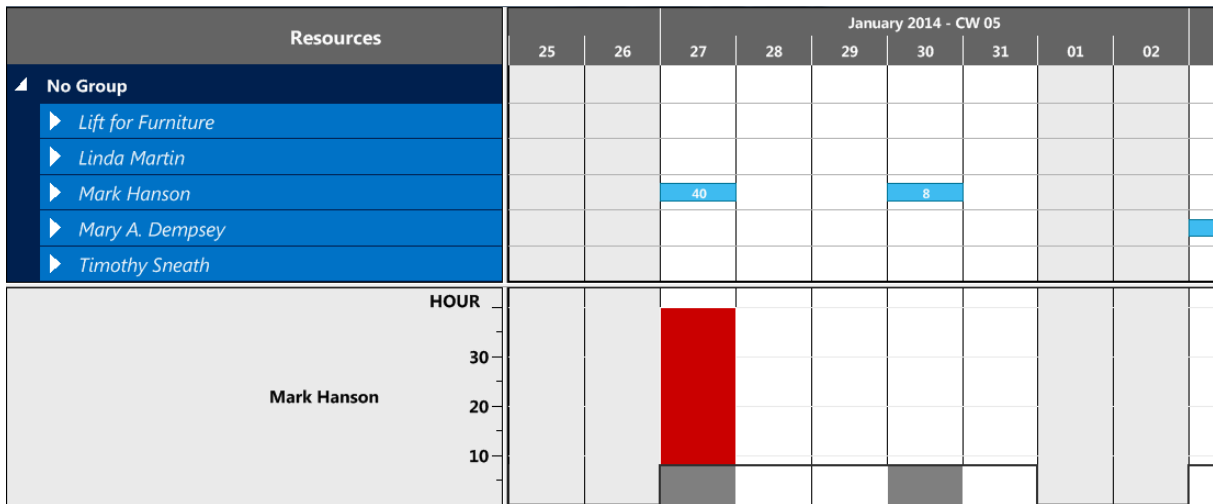 Resources
January 2014 - CW 05
25 26 27 28 29 30 31 01 02
No Group
Lift for Furniture
Linda Martin
Mark Hanson 40 8
Mary A. Dempsey
Timothy Sneath
HOUR
30
Mark Hanson
20
10